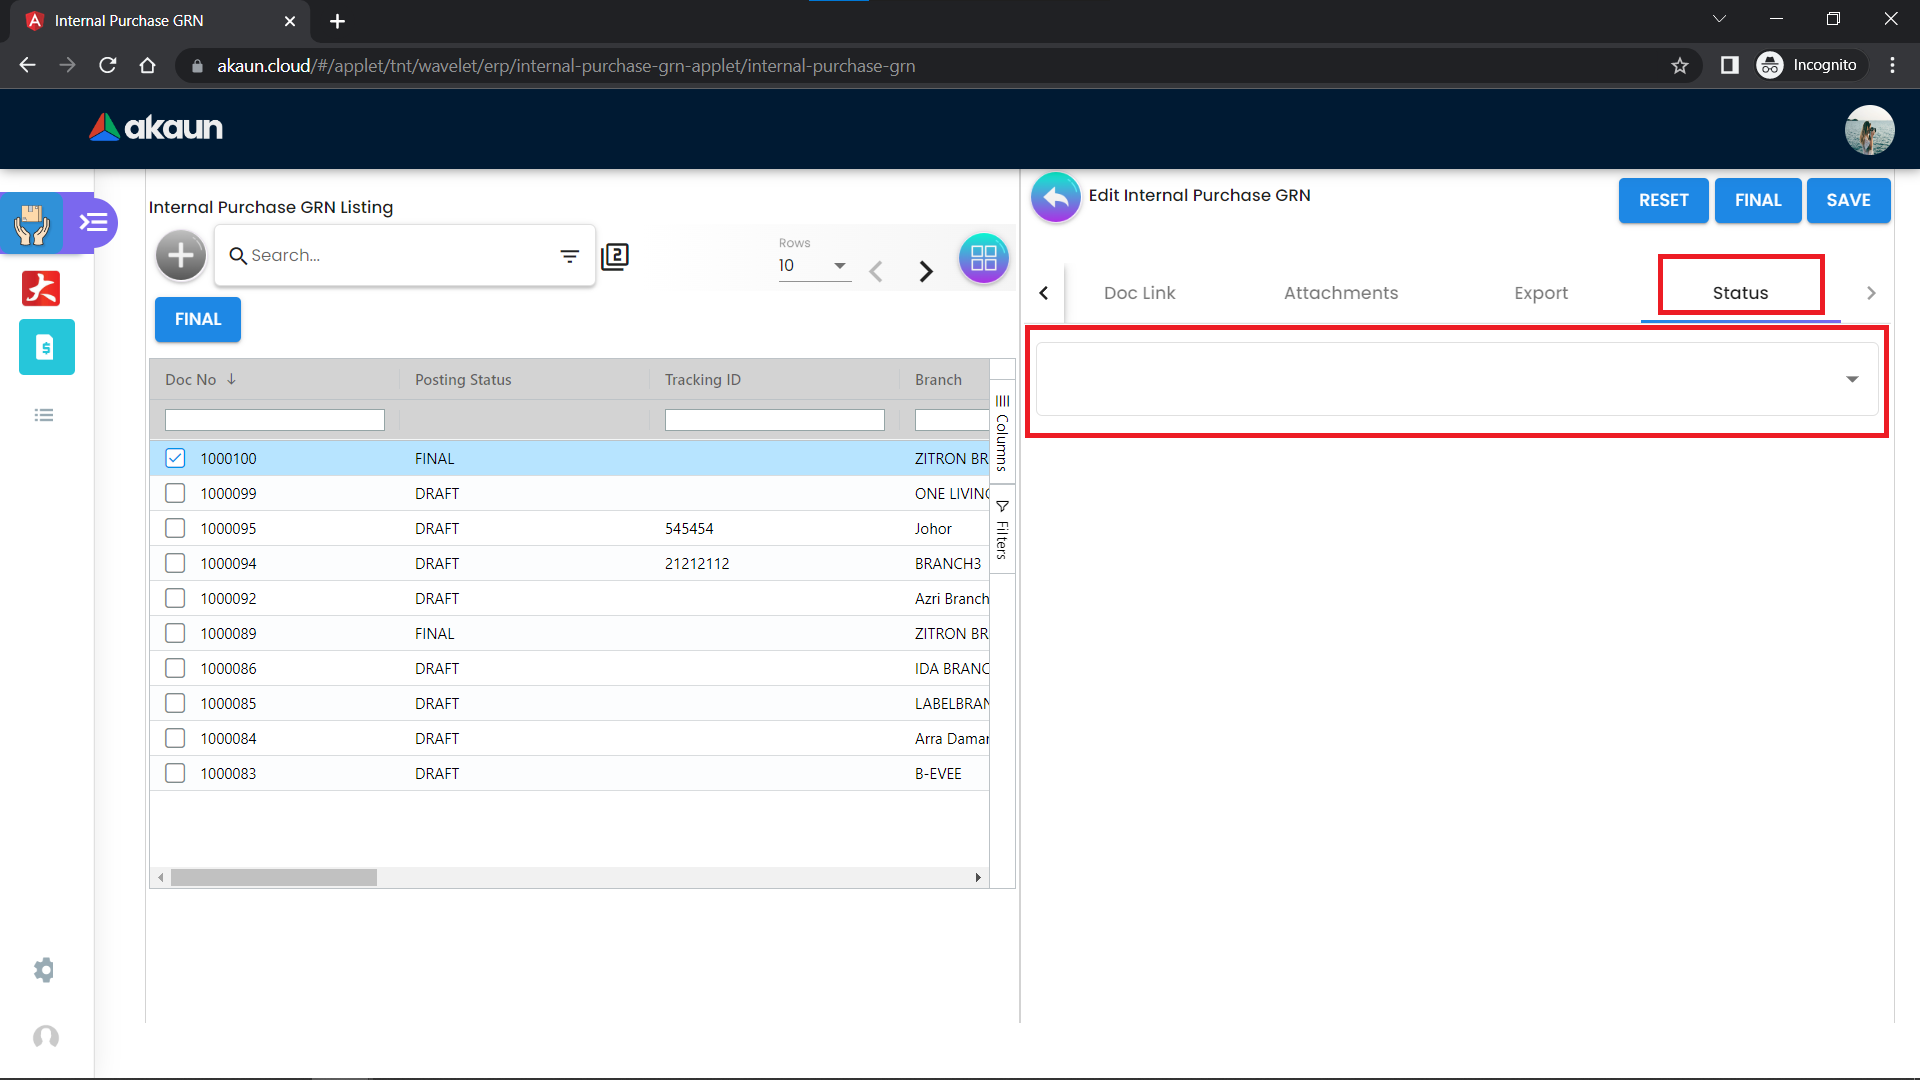 Internal Purchase GRN
akaun.cloud/#/applet/tnt/wavelet/erp/internal-purchase-grn-applet/internal-purchase-grn
Incognito
akaun
Internal Purchase GRN Listing
Search...
2
Rows
10
FINAL
Doc No
Posting Status
Tracking ID
Branch
1000100 FINAL ZITRON BR
1000099 DRAFT ONE LIVING
1000095 DRAFT 545454 Johor
1000094 DRAFT 21212112 BRANCH3
1000092 DRAFT Azri Branch
1000089 FINAL ZITRON BR
1000086 DRAFT IDA BRANC
1000085 DRAFT LABELBRAN
1000084 DRAFT Arra Damar
1000083 DRAFT B-EVEE
Columns
Filters
Edit Internal Purchase GRN
RESET
FINAL
SAVE
Doc Link
Attachments
Export
Status